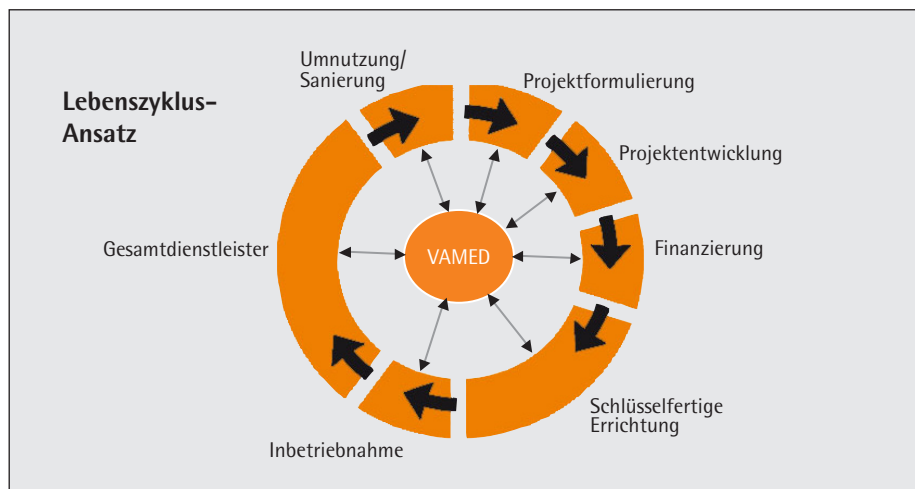 Lebenszyklus-
Ansatz
Umnutzung/
Sanierung
Projektformulierung
Projektentwicklung
Finanzierung
Schlüsselfertige
Errichtung
Inbetriebnahme
Gesamtdienstleister
VAMED